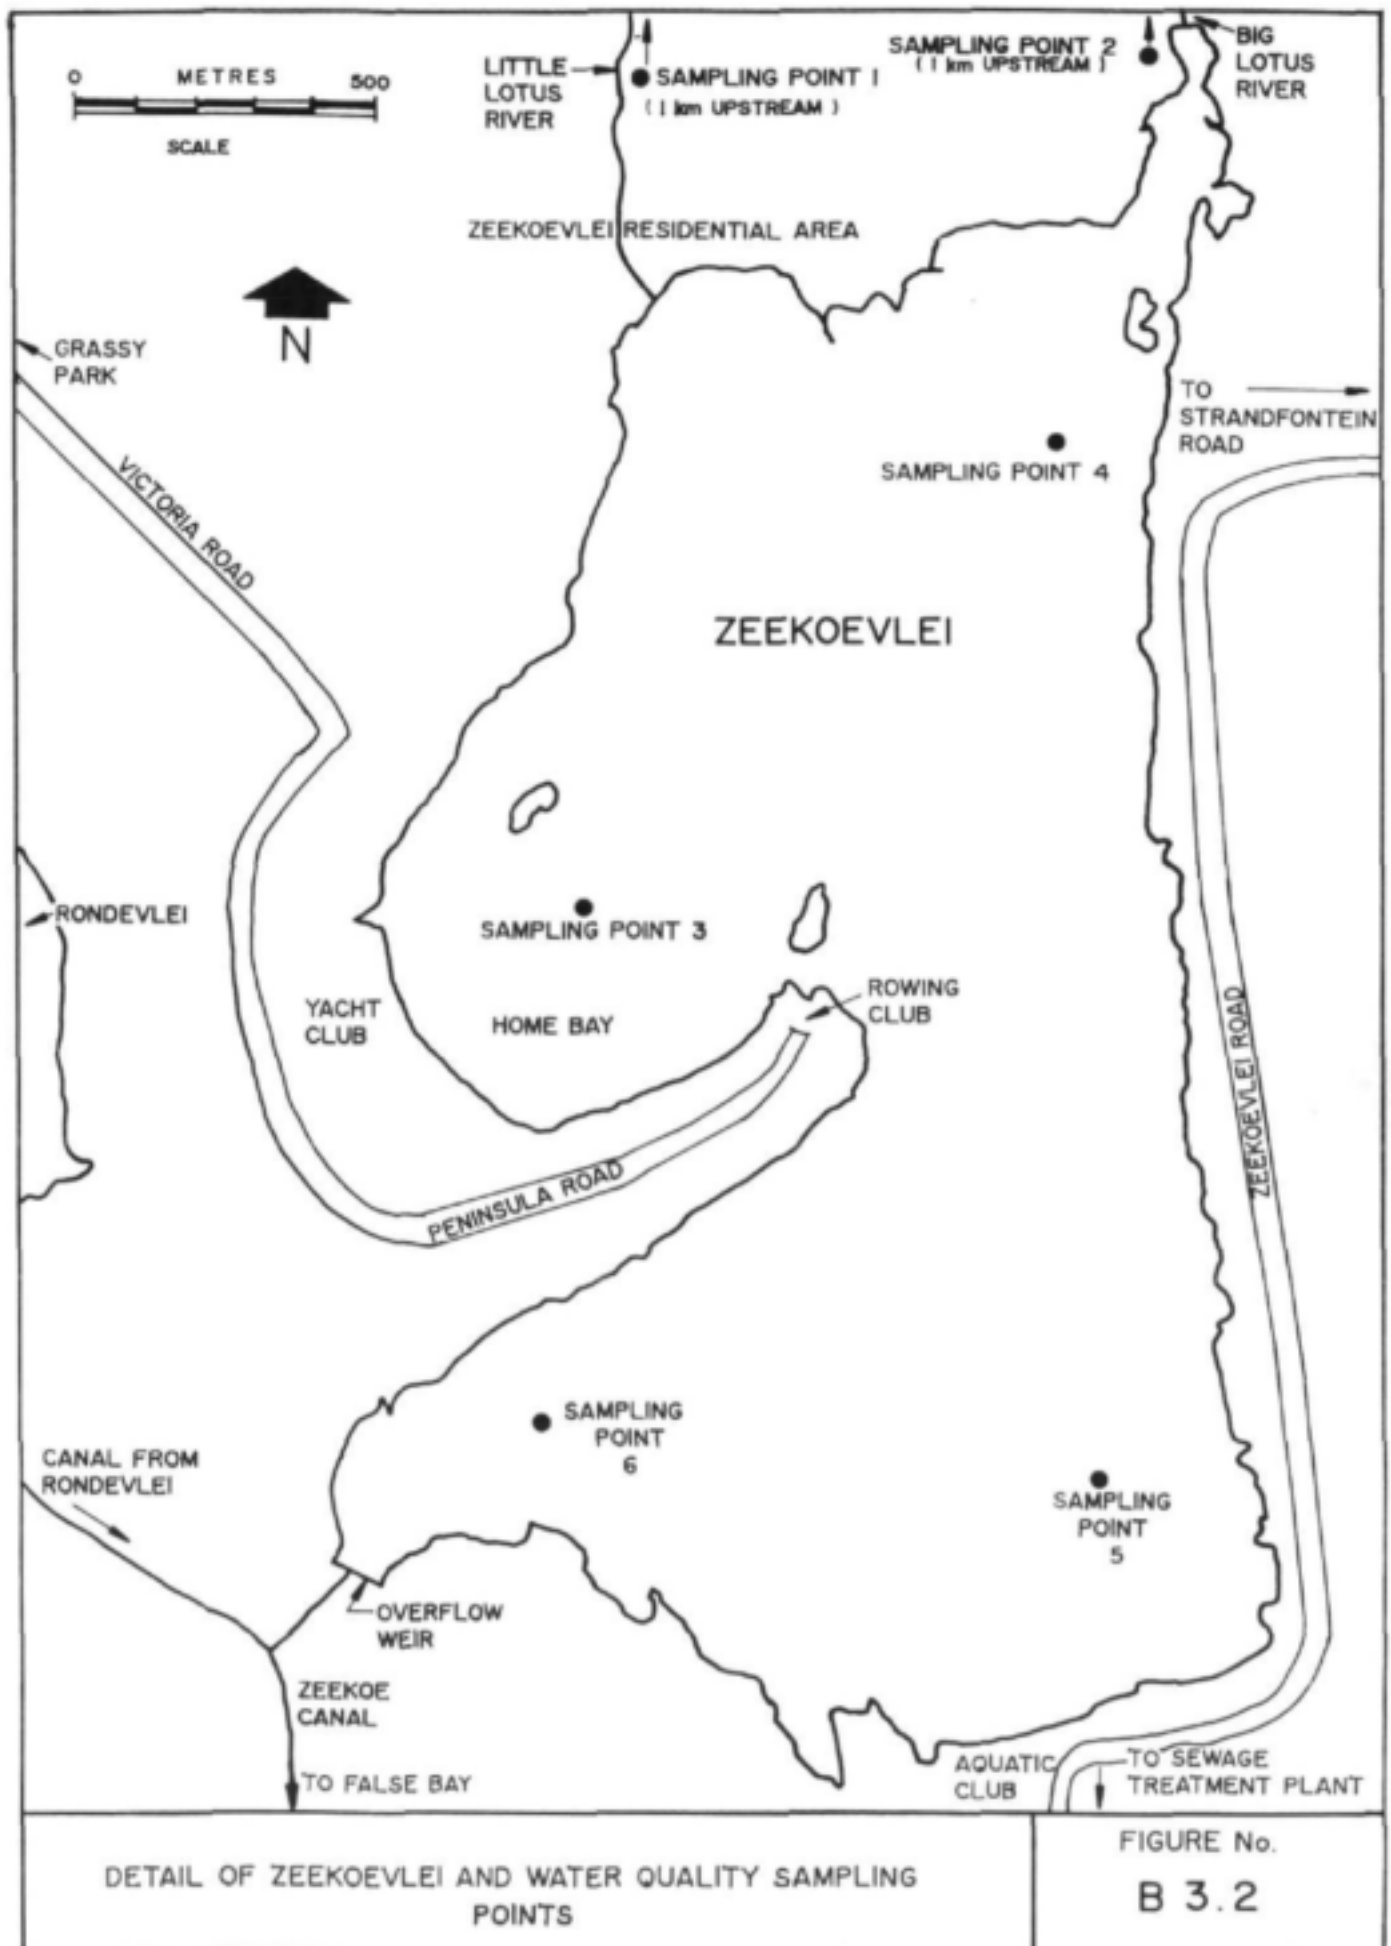 0 METRES 500
SCALE
LITTLE
LOTUS
RIVER
SAMPLING POINT 1
( 1 km UPSTREAM )
SAMPLING POINT 2
( 1 km UPSTREAM )
BIG
LOTUS
RIVER
ZEEKOEVLEI RESIDENTIAL AREA
N
GRASSY
PARK
TO
STRANDFONTEIN
ROAD
SAMPLING POINT 4
VICTORIA ROAD
ZEEKOEVLEI
RONDEVLEI
SAMPLING POINT 3
YACHT
CLUB
HOME BAY
ROWING
CLUB
ZEEKOEVLEI ROAD
PENINSULA ROAD
SAMPLING
POINT
6
CANAL FROM
RONDEVLEI
SAMPLING
POINT
5
OVERFLOW
WEIR
ZEEKOE
CANAL
TO FALSE BAY
AQUATIC
CLUB
TO SEWAGE
TREATMENT PLANT
DETAIL OF ZEEKOEVLEI AND WATER QUALITY SAMPLING
POINTS
FIGURE No.
B 3.2